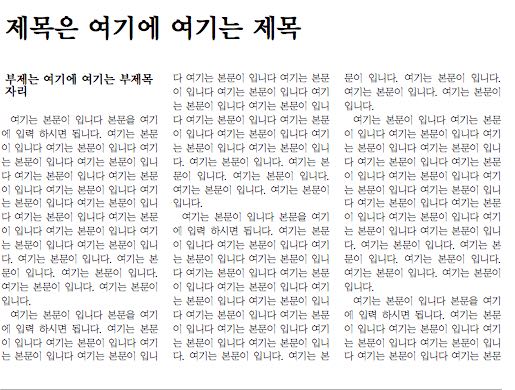 제목은 여기에 여기는 제목
부제는 여기에 여기는 부제목
자리
여기는 본문이 입니다 본문을 여기
에 입력 하시면 됩니다. 여기는 본문
이 입니다 여기는 본문이 입니다 여기
는 본문이 입니다 여기는 본문이 입니
다 여기는 본문이 입니다 여기는 본문
이 입니다 여기는 본문이 입니다 여기
는 본문이 입니다 여기는 본문이 입니
다 여기는 본문이 입니다 여기는 본문
이 입니다 여기는 본문이 입니다 여기
는 본문이 입니다 여기는 본문이 입니
다. 여기는 본문이 입니다. 여기는 본
문이 입니다. 여기는 본문이 입니다.
여기는 본문이 입니다. 여기는 본문이
입니다.
여기는 본문이 입니다 본문을 여기
에 입력 하시면 됩니다. 여기는 본문
이 입니다 여기는 본문이 입니다 여기
는 본문이 입니다 여기는 본문이 입니
다 여기는 본문이 입니다 여기는 본문
이 입니다 여기는 본문이 입니다 여기
는 본문이 입니다 여기는 본문이 입니
다 여기는 본문이 입니다 여기는 본문
이 입니다 여기는 본문이 입니다 여기
는 본문이 입니다 여기는 본문이 입니
다. 여기는 본문이 입니다. 여기는 본
문이 입니다. 여기는 본문이 입니다.
여기는 본문이 입니다. 여기는 본문이
입니다.
여기는 본문이 입니다 본문을 여기
에 입력 하시면 됩니다. 여기는 본문
이 입니다 여기는 본문이 입니다 여기
는 본문이 입니다 여기는 본문이 입니
다 여기는 본문이 입니다 여기는 본문
이 입니다 여기는 본문이 입니다 여기
는 본문이 입니다 여기는 본문이 입니
다 여기는 본문이 입니다 여기는 본문
이 입니다 여기는 본문이 입니다 여기
는 본문이 입니다 여기는 본문이 입니
다. 여기는 본문이 입니다. 여기는 본
문이 입니다. 여기는 본문이 입니다.
여기는 본문이 입니다. 여기는 본문이
입니다.
여기는 본문이 입니다 본문을 여기
에 입력 하시면 됩니다. 여기는 본문
이 입니다 여기는 본문이 입니다 여기
는 본문이 입니다 여기는 본문이 입니
다 여기는 본문이 입니다 여기는 본문
이 입니다 여기는 본문이 입니다 여기
는 본문이 입니다 여기는 본문이 입니
다. 여기는 본문이 입니다. 여기는 본
문이 입니다. 여기는 본문이 입니다.
여기는 본문이 입니다. 여기는 본문이
입니다.
여기는 본문이 입니다 본문을 여기
에 입력 하시면 됩니다. 여기는 본문
이 입니다 여기는 본문이 입니다 여기
는 본문이 입니다 여기는 본문이 입니
다 여기는 본문이 입니다 여기는 본문